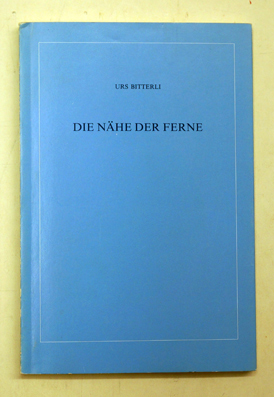 URS BITTERLI
DIE NÄHE DER FERNE